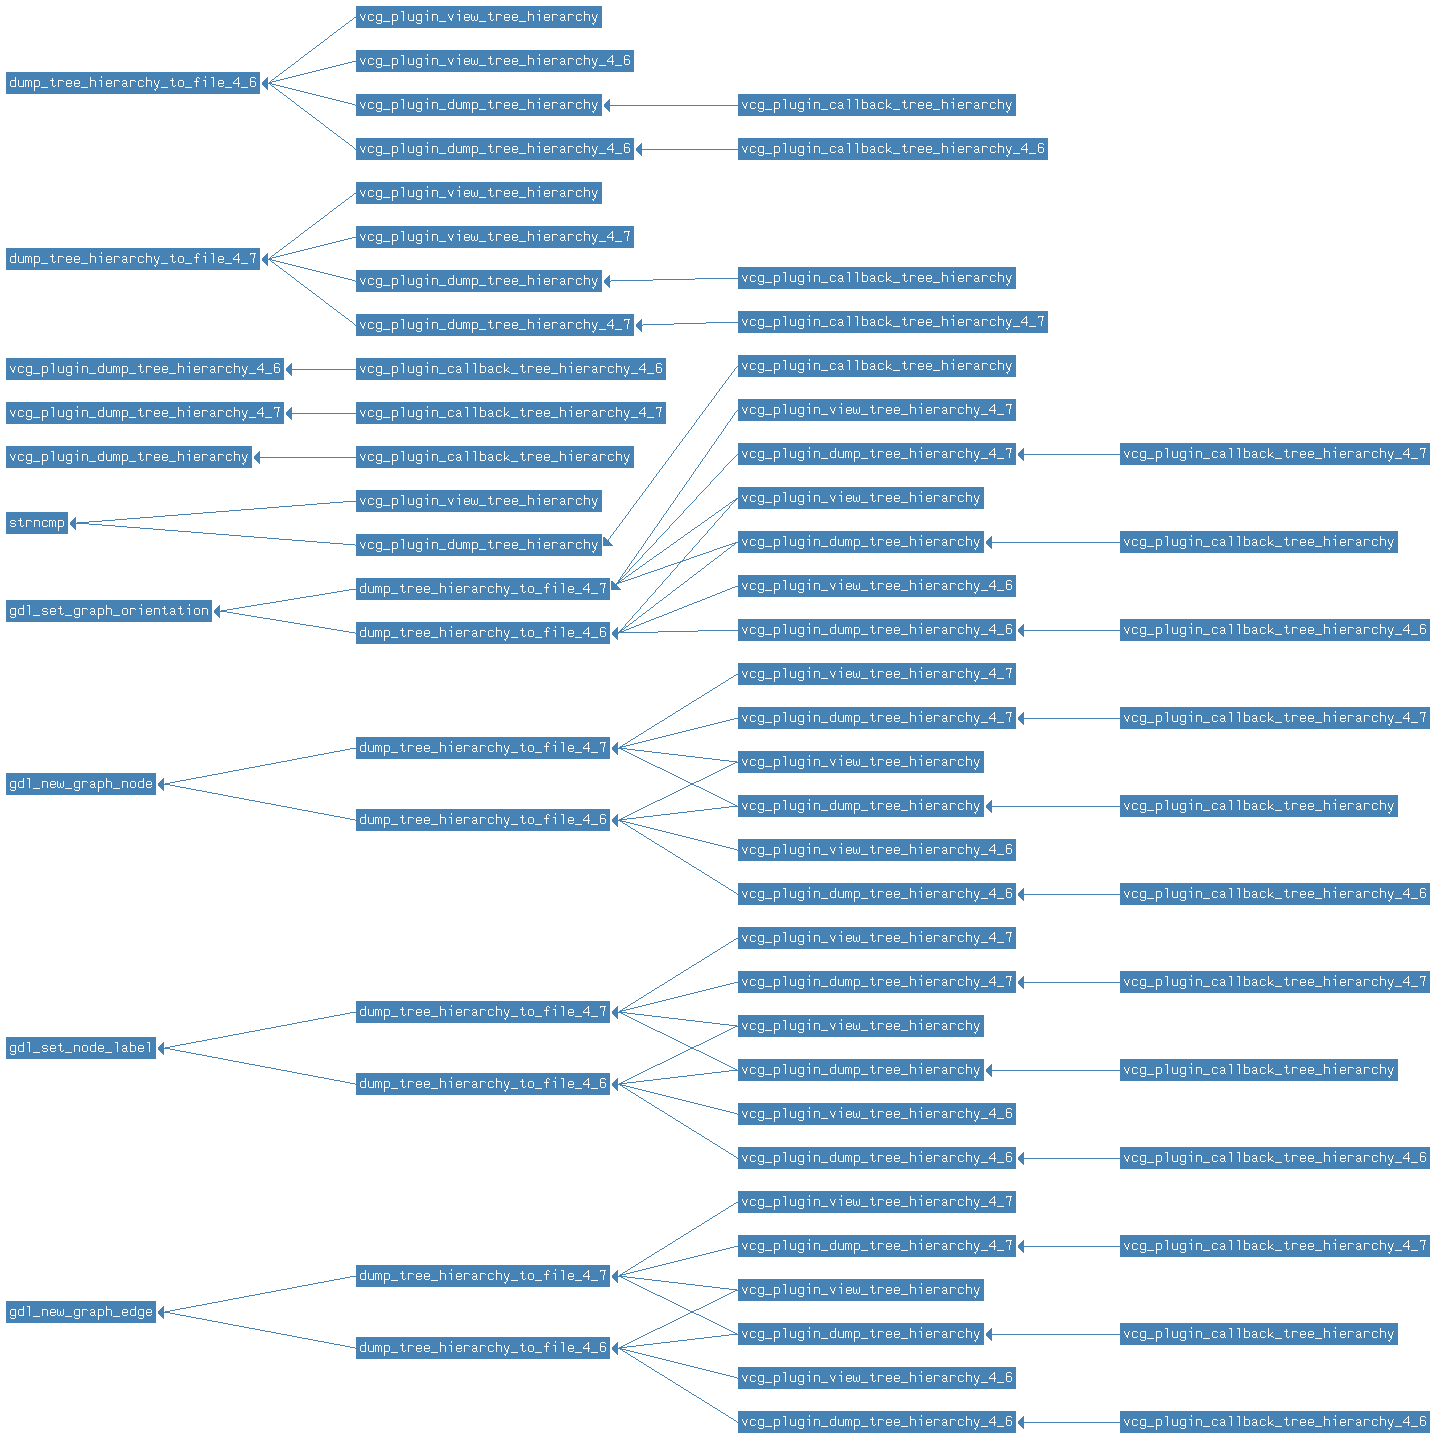 vcg_plugin_view_tree_hierarchy
vcg_plugin_view_tree_hierarchy_4_6
dump_tree_hierarchy_to_file_4_6
vcg_plugin_dump_tree_hierarchy
vcg_plugin_callback_tree_hierarchy
vcg_plugin_dump_tree_hierarchy_4_6
vcg_plugin_callback_tree_hierarchy_4_6
vcg_plugin_view_tree_hierarchy
vcg_plugin_view_tree_hierarchy_4_7
dump_tree_hierarchy_to_file_4_7
vcg_plugin_dump_tree_hierarchy
vcg_plugin_callback_tree_hierarchy
vcg_plugin_dump_tree_hierarchy_4_7
vcg_plugin_callback_tree_hierarchy_4_7
vcg_plugin_dump_tree_hierarchy_4_6
vcg_plugin_callback_tree_hierarchy_4_6
vcg_plugin_callback_tree_hierarchy
vcg_plugin_dump_tree_hierarchy_4_7
vcg_plugin_callback_tree_hierarchy_4_7
vcg_plugin_view_tree_hierarchy_4_7
vcg_plugin_dump_tree_hierarchy
vcg_plugin_callback_tree_hierarchy
vcg_plugin_dump_tree_hierarchy_4_7
vcg_plugin_callback_tree_hierarchy_4_7
vcg_plugin_view_tree_hierarchy
vcg_plugin_view_tree_hierarchy
strncmp
vcg_plugin_dump_tree_hierarchy
vcg_plugin_dump_tree_hierarchy
vcg_plugin_callback_tree_hierarchy
dump_tree_hierarchy_to_file_4_7
vcg_plugin_view_tree_hierarchy_4_6
gdl_set_graph_orientation
dump_tree_hierarchy_to_file_4_6
vcg_plugin_dump_tree_hierarchy_4_6
vcg_plugin_callback_tree_hierarchy_4_6
vcg_plugin_view_tree_hierarchy_4_7
vcg_plugin_dump_tree_hierarchy_4_7
vcg_plugin_callback_tree_hierarchy_4_7
dump_tree_hierarchy_to_file_4_7
vcg_plugin_view_tree_hierarchy
gdl_new_graph_node
vcg_plugin_dump_tree_hierarchy
vcg_plugin_callback_tree_hierarchy
dump_tree_hierarchy_to_file_4_6
vcg_plugin_view_tree_hierarchy_4_6
vcg_plugin_dump_tree_hierarchy_4_6
vcg_plugin_callback_tree_hierarchy_4_6
vcg_plugin_view_tree_hierarchy_4_7
vcg_plugin_dump_tree_hierarchy_4_7
vcg_plugin_callback_tree_hierarchy_4_7
dump_tree_hierarchy_to_file_4_7
vcg_plugin_view_tree_hierarchy
gdl_set_node_label
vcg_plugin_dump_tree_hierarchy
vcg_plugin_callback_tree_hierarchy
dump_tree_hierarchy_to_file_4_6
vcg_plugin_view_tree_hierarchy_4_6
vcg_plugin_dump_tree_hierarchy_4_6
vcg_plugin_callback_tree_hierarchy_4_6
vcg_plugin_view_tree_hierarchy_4_7
vcg_plugin_dump_tree_hierarchy_4_7
vcg_plugin_callback_tree_hierarchy_4_7
dump_tree_hierarchy_to_file_4_7
vcg_plugin_view_tree_hierarchy
gdl_new_graph_edge
vcg_plugin_dump_tree_hierarchy
vcg_plugin_callback_tree_hierarchy
dump_tree_hierarchy_to_file_4_6
vcg_plugin_view_tree_hierarchy_4_6
vcg_plugin_dump_tree_hierarchy_4_6
vcg_plugin_callback_tree_hierarchy_4_6